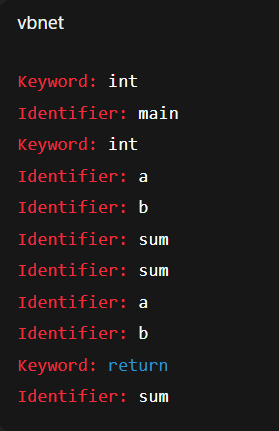 vbnet
Keyword: int
Identifier: main
Keyword: int
Identifier: a
Identifier: b
Identifier: sum
Identifier: sum
Identifier: a
Identifier: b
Keyword: return
Identifier: sum